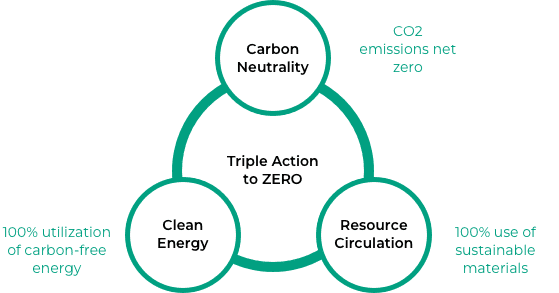 Carbon
Neutrality
CO2
emissions net
zero
Triple Action
to ZERO
100% utilization
of carbon-free
energy
Clean
Energy
Resource
Circulation
100% use of
sustainable
materials